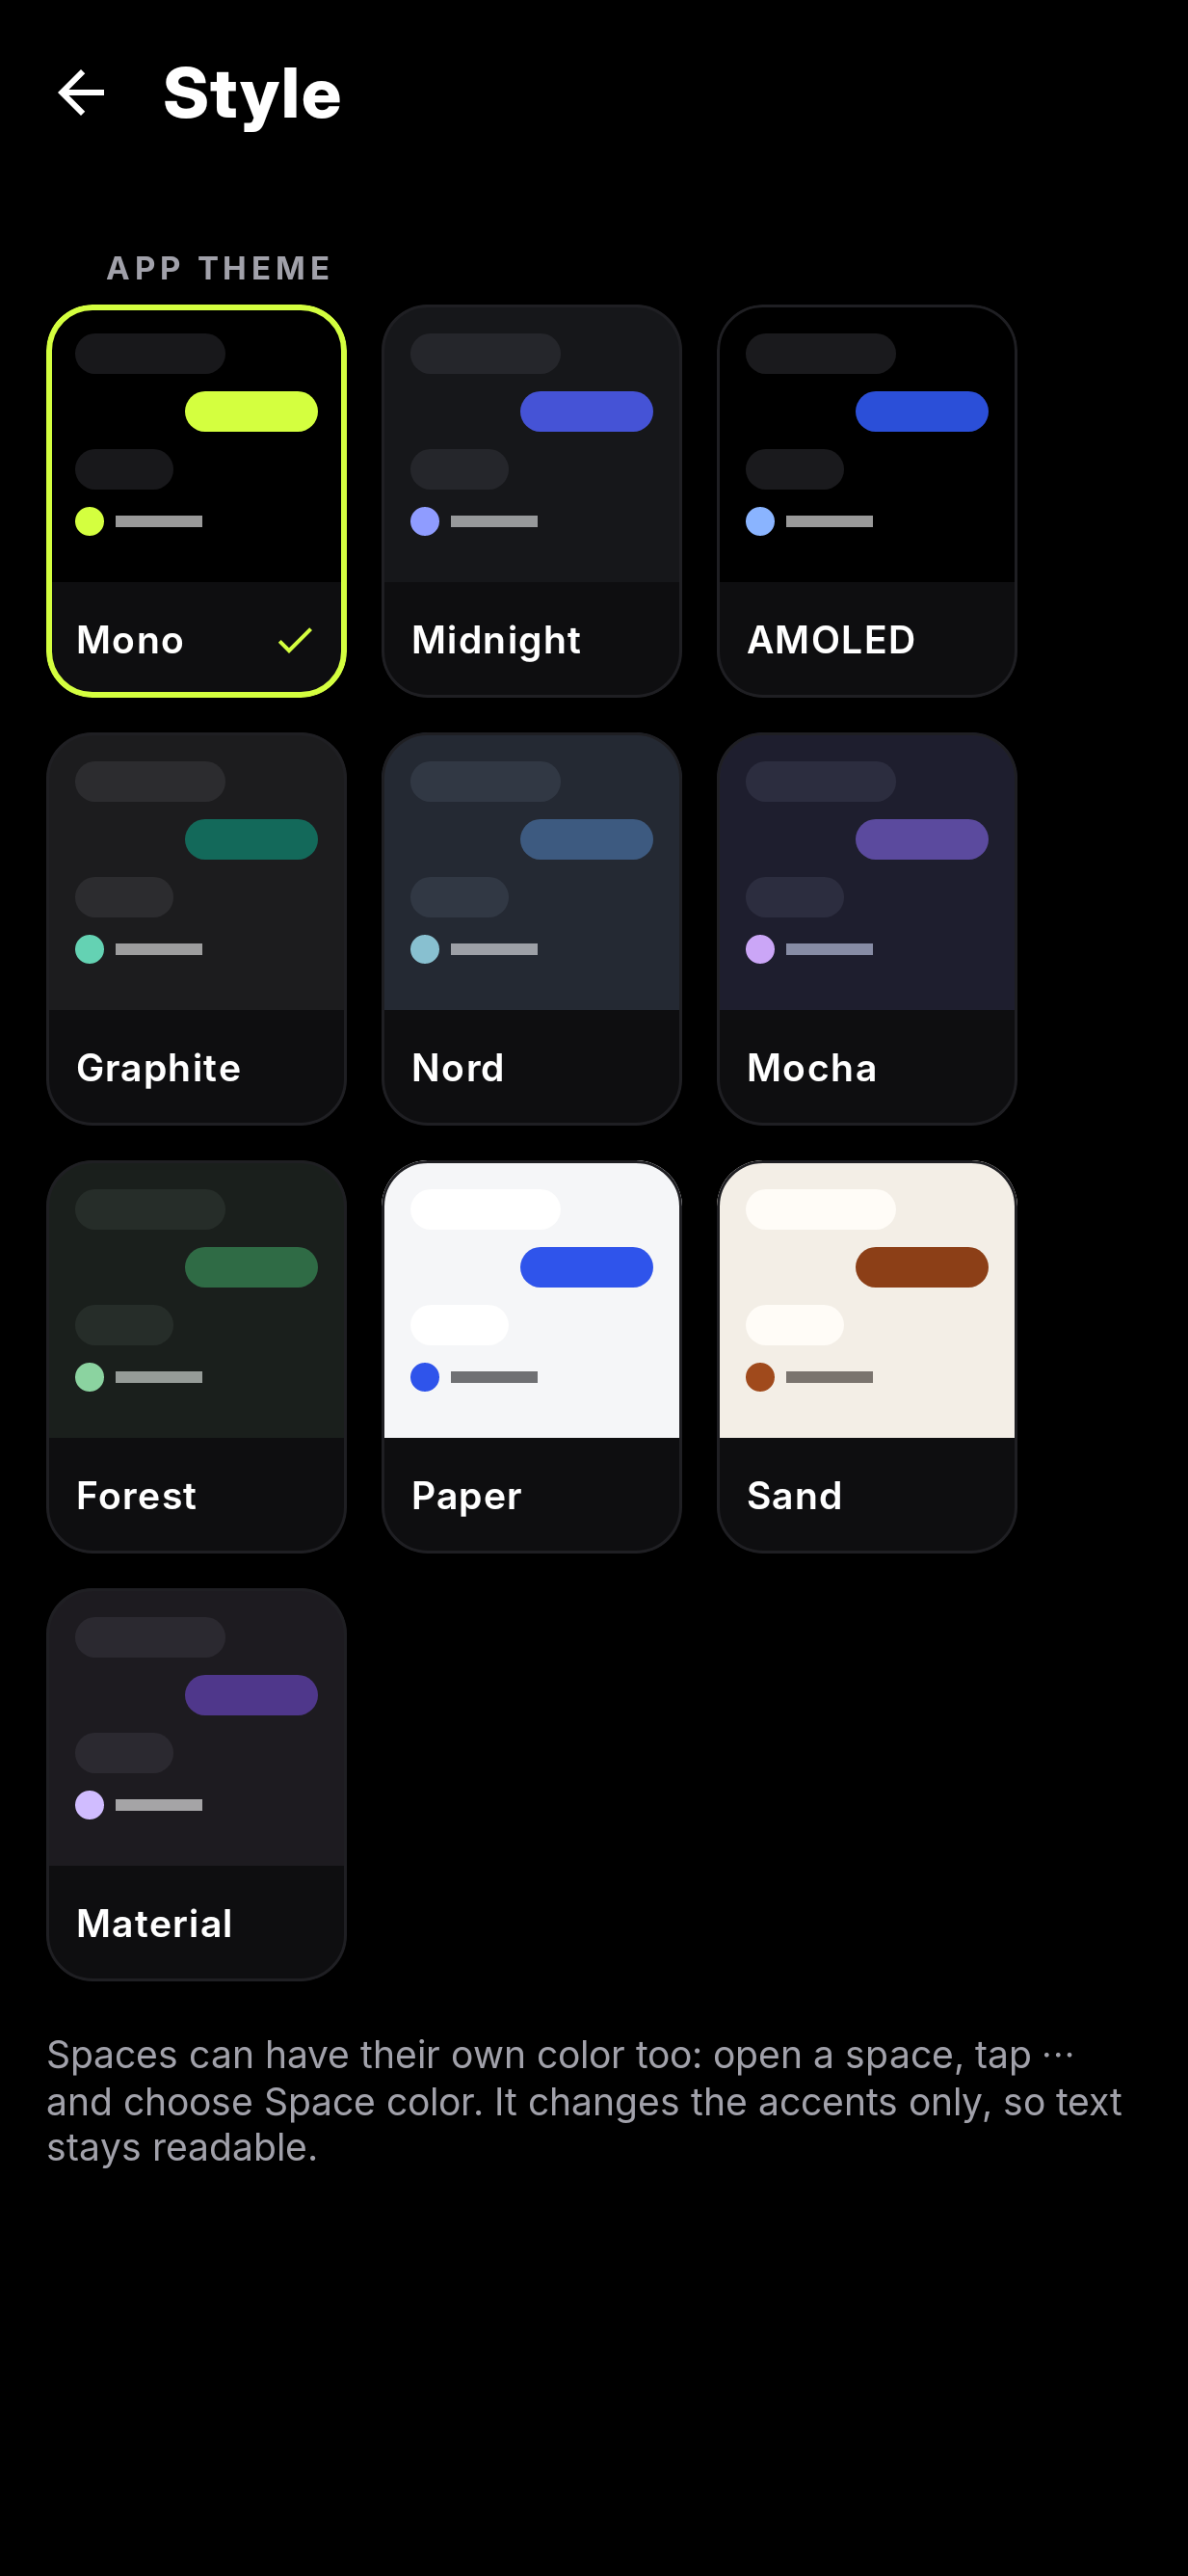 Style
APP THEME
Mono
Midnight
AMOLED
Graphite
Nord
Mocha
Forest
Paper
Sand
Material
Spaces can have their own color too: open a space, tap ···
and choose Space color. It changes the accents only, so text
stays readable.